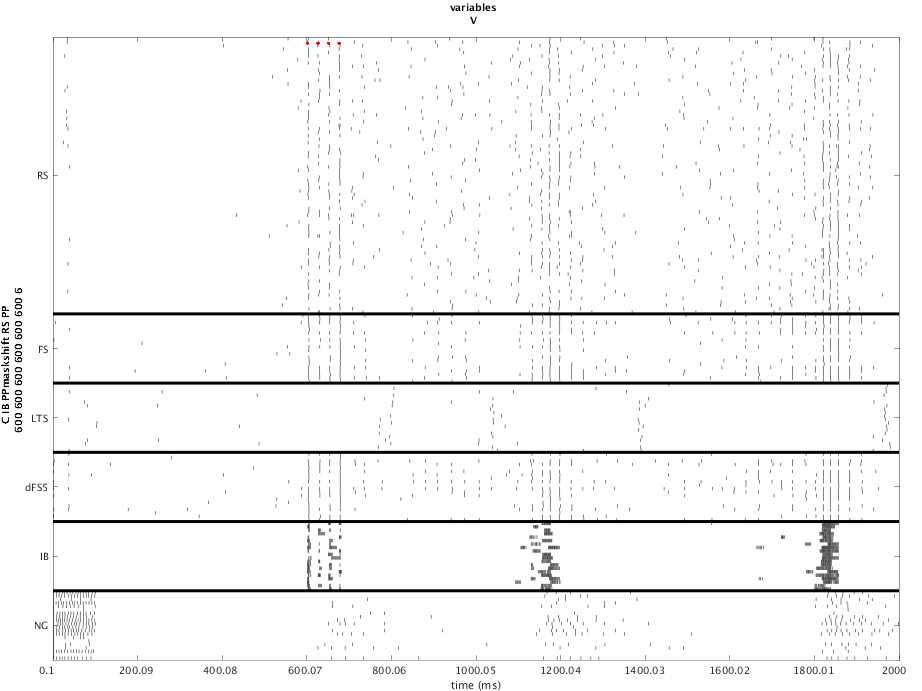 variables
V
C IB PPmaskshift RS PP
600 600 600 600 600 600 6
RS
FS
LTS
dFS5
IB
NG
0.1 200.09 400.08 600.07 800.06 1000.05 1200.04 1400.03 1600.02 1800.01 2000
time (ms)